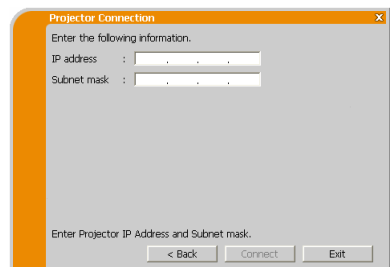 Projector Connection X
Enter the following information.
IP address : . . .
Subnet mask : . . .
Enter Projector IP Address and Subnet mask.
< Back Connect Exit